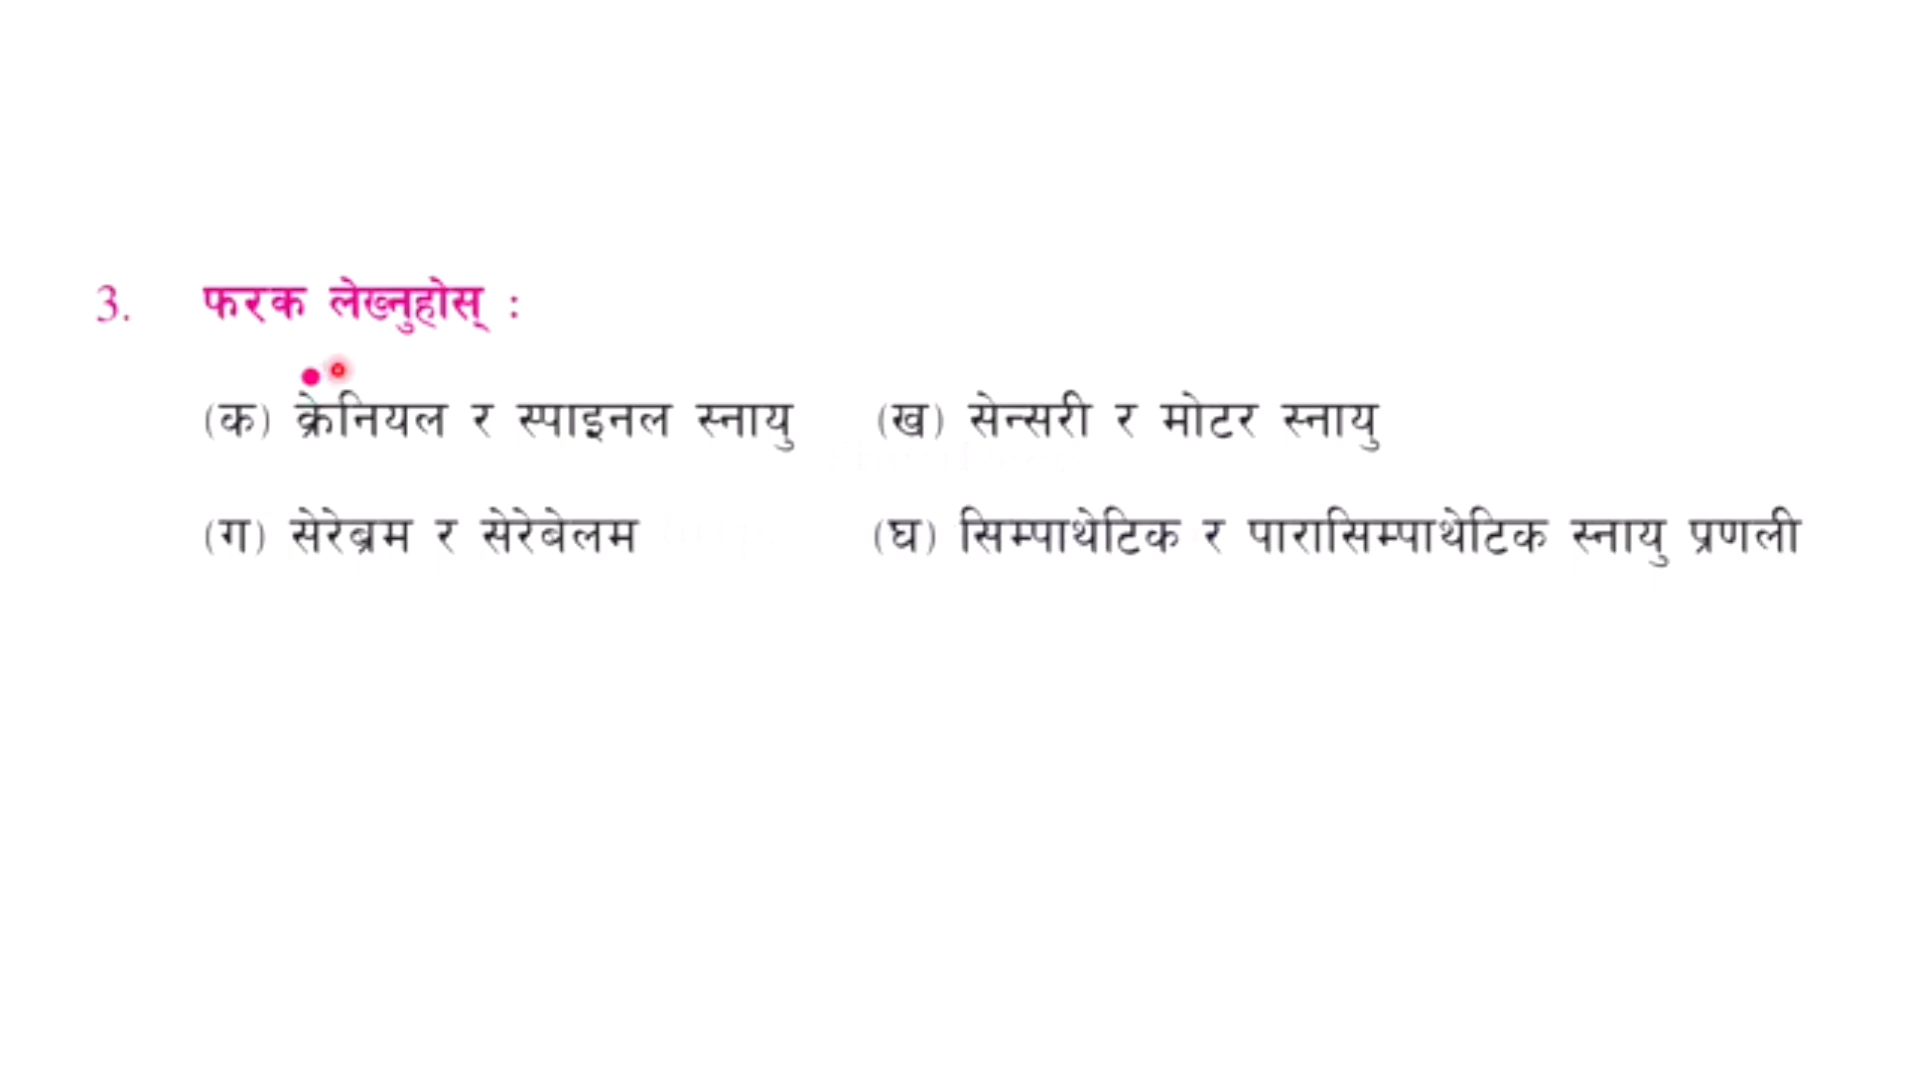 3. फरक लेख्नुहोस् :
(क) क्रेनियल र स्पाइनल स्नायु (ख) सेन्सरी र मोटर स्नायु
(ग) सेरेब्रम र सेरेबेलम (घ) सिम्पाथेटिक र पारासिम्पाथेटिक स्नायु प्रणली